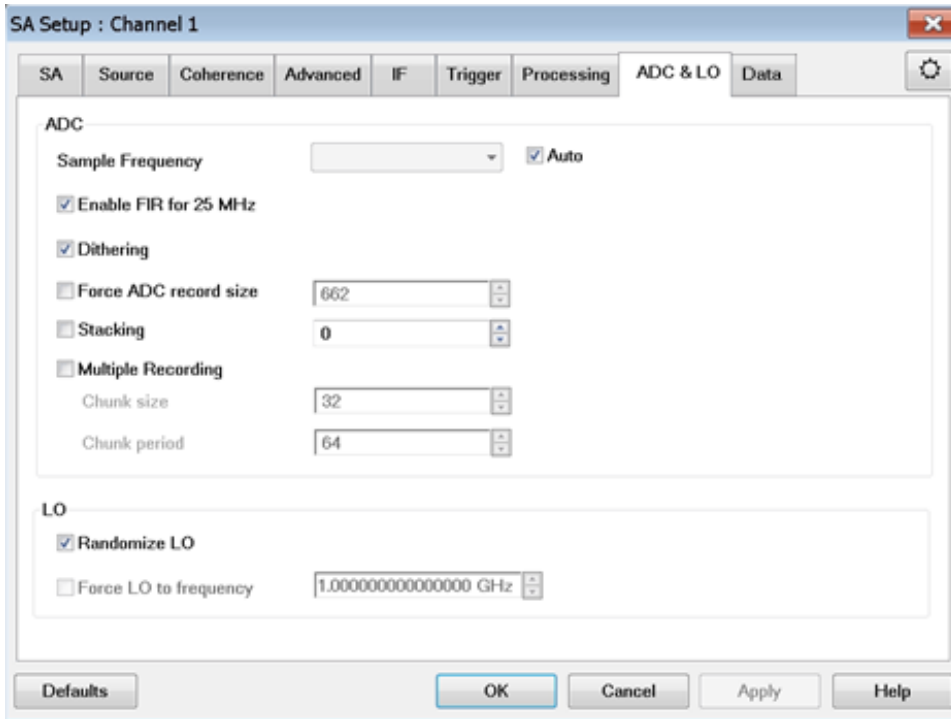 SA Setup : Channel 1
SA Source Coherence Advanced IF Trigger Processing ADC & LO Data
ADC
Sample Frequency Auto
Enable FIR for 25 MHz
Dithering
Force ADC record size 662
Stacking 0
Multiple Recording
Chunk size 32
Chunk period 64
LO
Randomize LO
Force LO to frequency 1.000000000000000 GHz
Defaults OK Cancel Apply Help